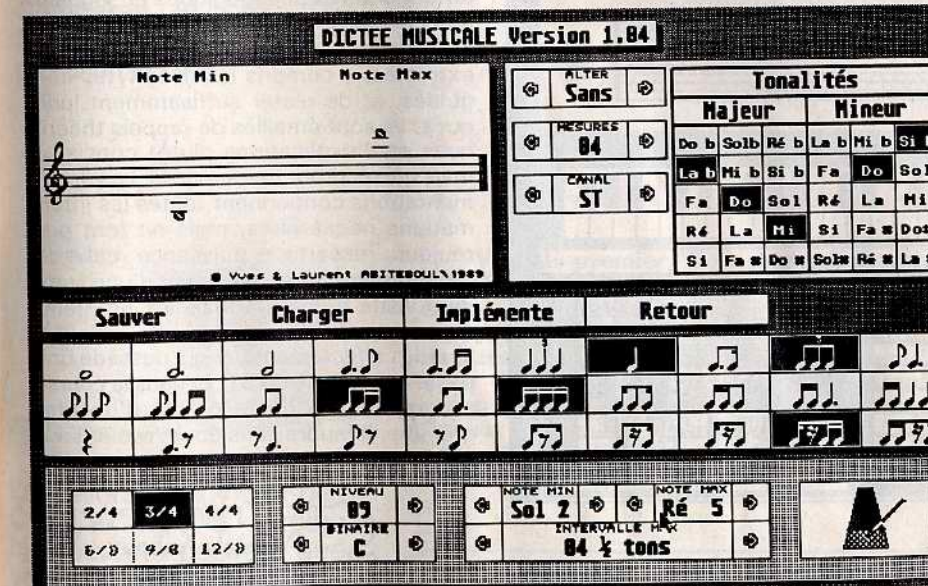 DICTEE MUSICALE Version 1.04
Note Min Note Max
© Yves & Laurent ABITEBOUL\1989
ALTER
Sans
MESURES
04
CANAL
ST
Tonalités
Majeur Mineur
Do b Solb Ré b La b Mi b Si b
La b Mi b Si b Fa Do Sol
Fa Do Sol Ré La Mi
Ré La Mi Si Fa # Do#
Si Fa # Do # Sol# Ré # La #
Sauver Charger Implémente Retour
2/4 3/4 4/4
6/8 9/8 12/8
NIVEAU
09
BINAIRE
C
NOTE MIN NOTE MAX
Sol 2 Ré 5
INTERVALLE MAX
04 ½ tons